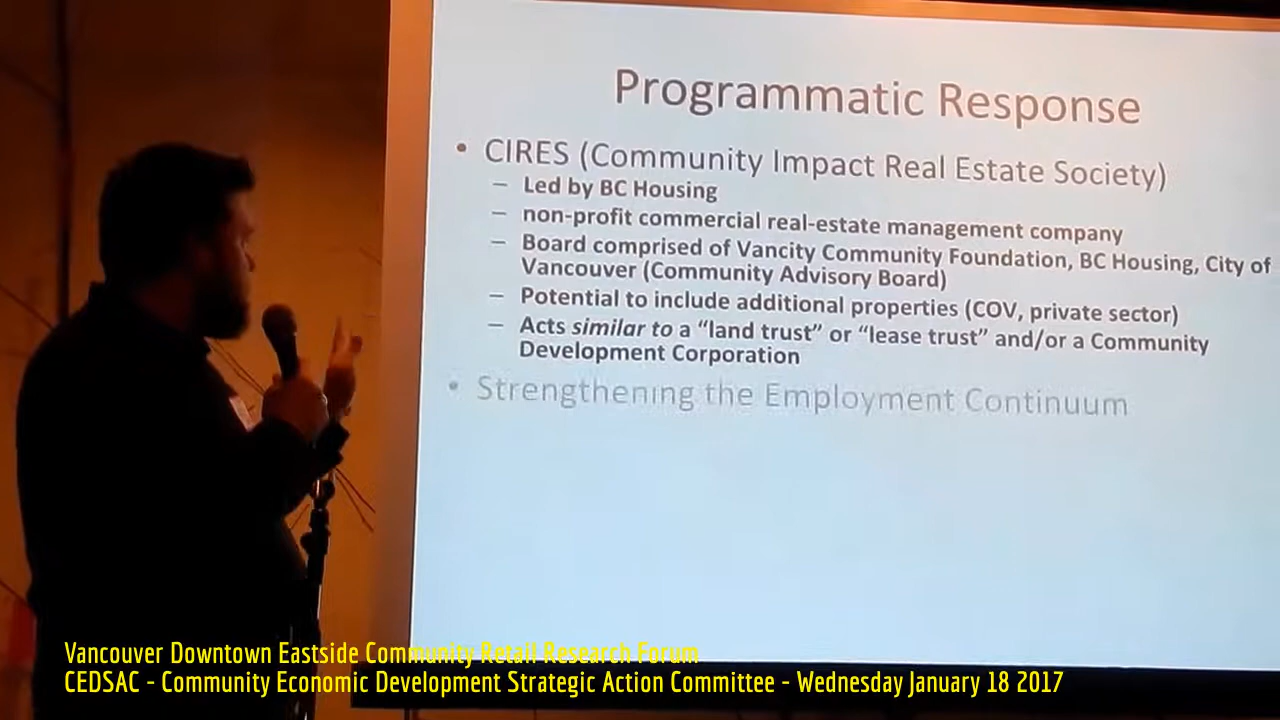 Programmatic Response
• CIRES (Community Impact Real Estate Society)
– Led by BC Housing
– non-profit commercial real-estate management company
– Board comprised of Vancity Community Foundation, BC Housing, City of
Vancouver (Community Advisory Board)
– Potential to include additional properties (COV, private sector)
– Acts similar to a “land trust” or “lease trust” and/or a Community
Development Corporation
• Strengthening the Employment Continuum
Vancouver Downtown Eastside Community Retail Research Forum
CEDSAC - Community Economic Development Strategic Action Committee - Wednesday January 18 2017